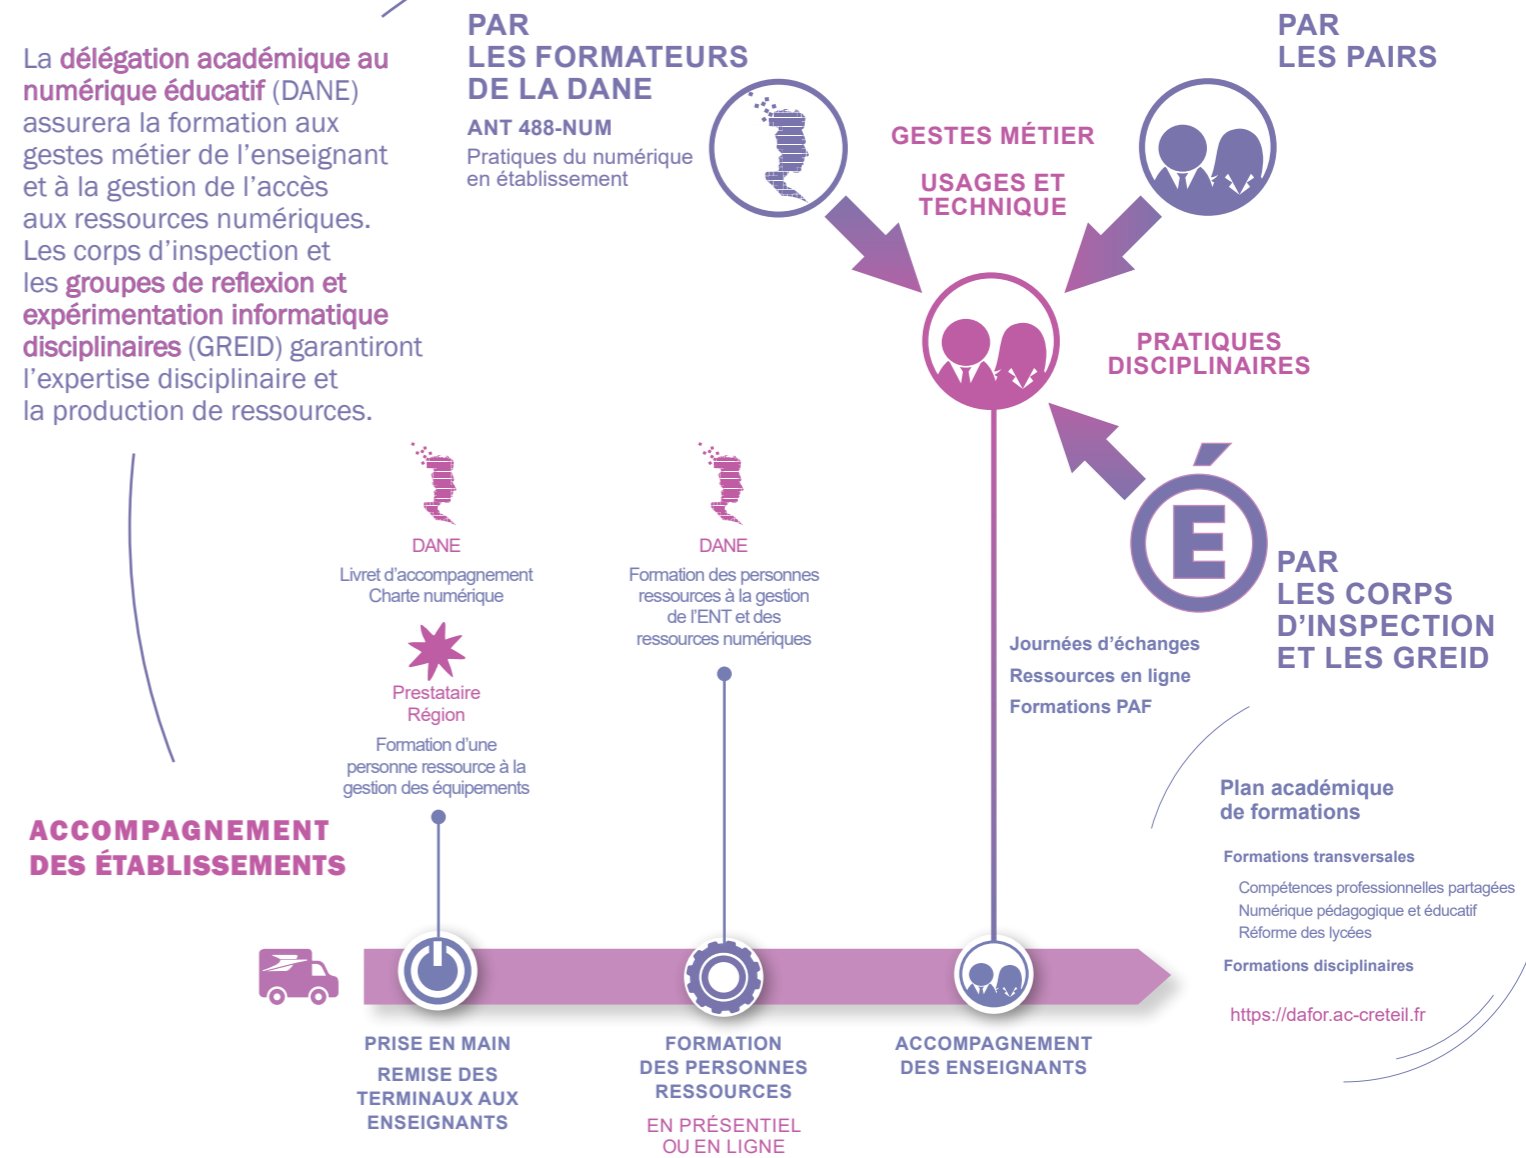 La délégation académique au
numérique éducatif (DANE)
assurera la formation aux
gestes métier de l’enseignant
et à la gestion de l’accès
aux ressources numériques.
Les corps d’inspection et
les groupes de reflexion et
expérimentation informatique
disciplinaires (GREID) garantiront
l’expertise disciplinaire et
la production de ressources.
PAR
LES FORMATEURS
DE LA DANE
ANT 488-NUM
Pratiques du numérique
en établissement
GESTES MÉTIER
USAGES ET
TECHNIQUE
PAR
LES PAIRS
PRATIQUES
DISCIPLINAIRES
É
PAR
LES CORPS
D’INSPECTION
ET LES GREID
DANE
Livret d’accompagnement
Charte numérique
Prestataire
Région
Formation d’une
personne ressource à la
gestion des équipements
DANE
Formation des personnes
ressources à la gestion
de l’ENT et des
ressources numériques
Journées d’échanges
Ressources en ligne
Formations PAF
Plan académique
de formations
Formations transversales
Compétences professionnelles partagées
Numérique pédagogique et éducatif
Réforme des lycées
Formations disciplinaires
https://dafor.ac-creteil.fr
ACCOMPAGNEMENT
DES ÉTABLISSEMENTS
PRISE EN MAIN
REMISE DES
TERMINAUX AUX
ENSEIGNANTS
FORMATION
DES PERSONNES
RESSOURCES
EN PRÉSENTIEL
OU EN LIGNE
ACCOMPAGNEMENT
DES ENSEIGNANTS